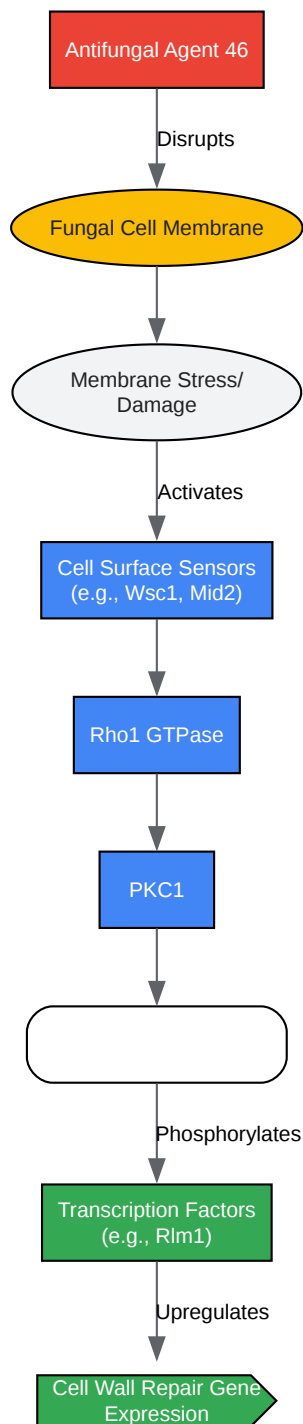 Antifungal Agent 46
Disrupts
Fungal Cell Membrane
Membrane Stress/
Damage
Activates
Cell Surface Sensors
(e.g., Wsc1, Mid2)
Rho1 GTPase
PKC1
Phosphorylates
Transcription Factors
(e.g., Rlm1)
Upregulates
Cell Wall Repair Gene
Expression